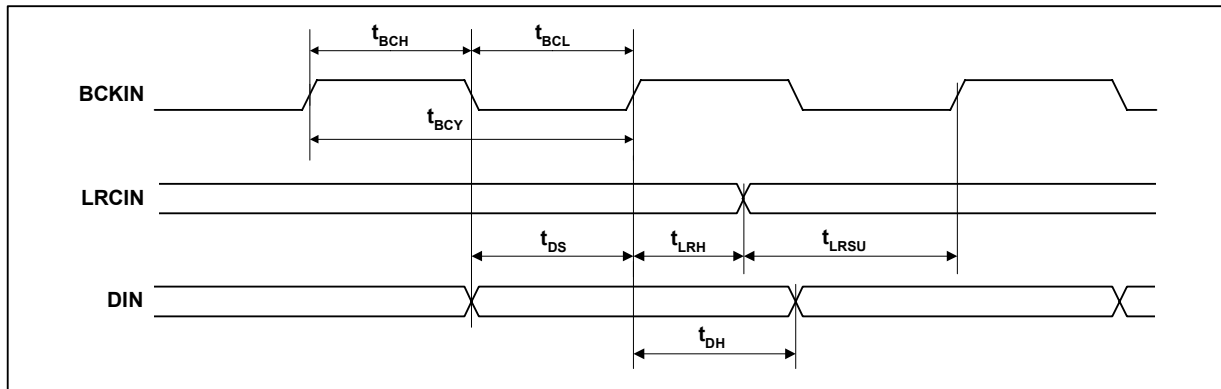 tBCH
tBCL
BCKIN
tBCY
LRCIN
tDS
tLRH
tLRSU
DIN
tDH